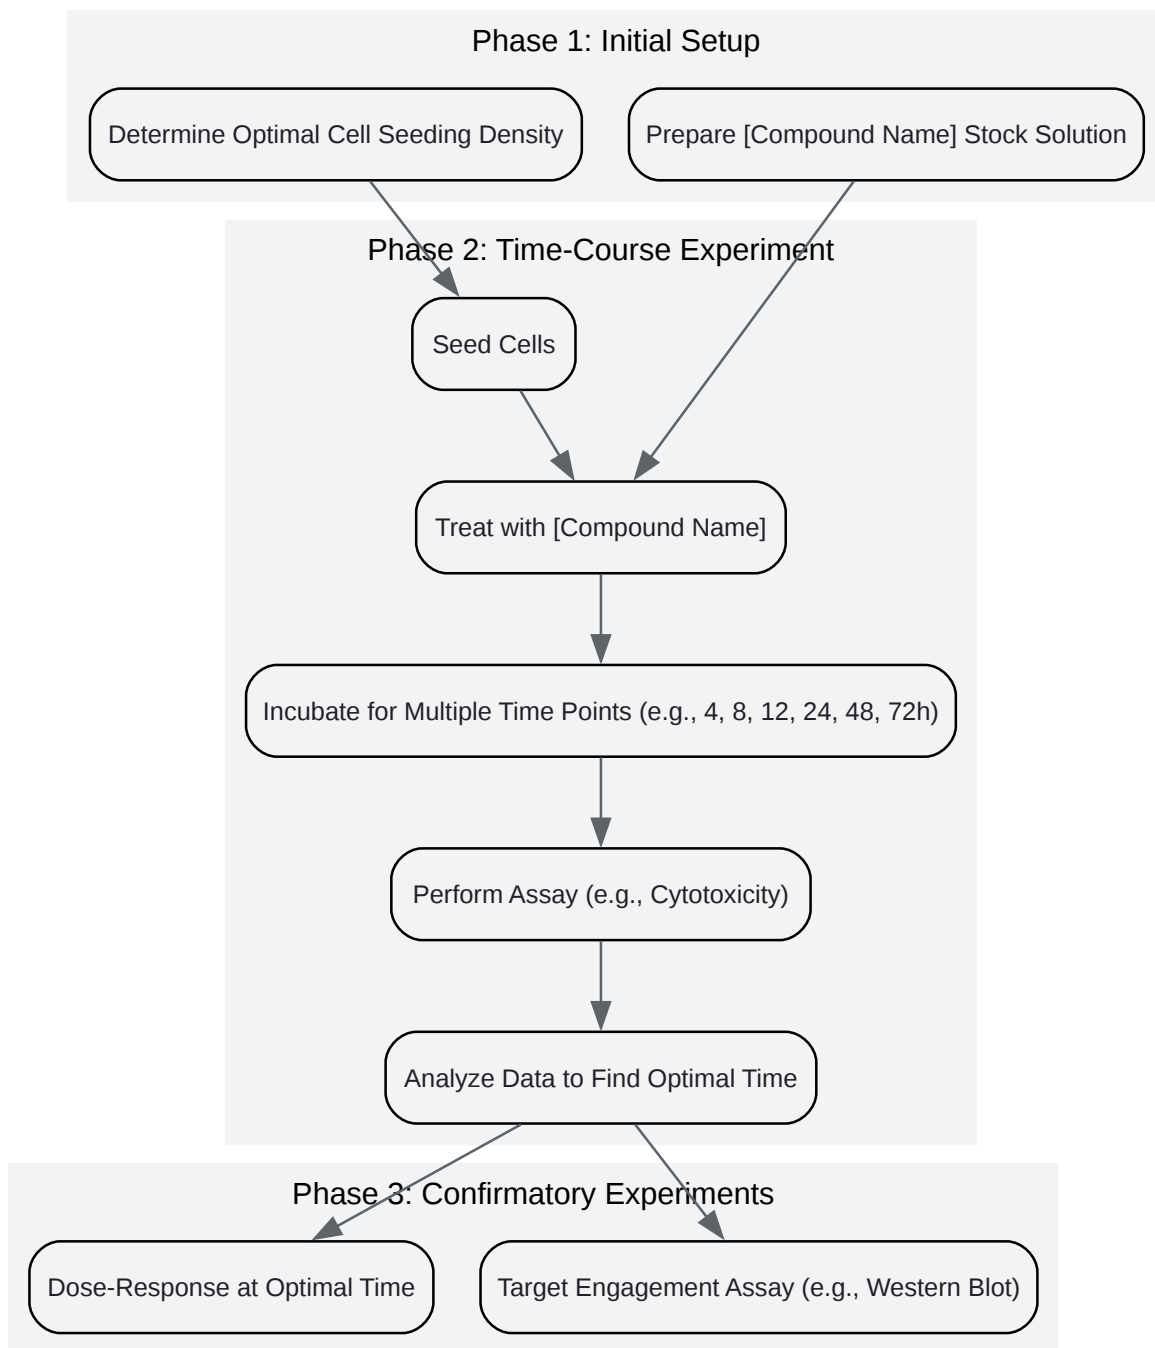 Phase 1: Initial Setup
Determine Optimal Cell Seeding Density
Prepare [Compound Name] Stock Solution
Phase 2: Time-Course Experiment
Seed Cells
Treat with [Compound Name]
Incubate for Multiple Time Points (e.g., 4, 8, 12, 24, 48, 72h)
Perform Assay (e.g., Cytotoxicity)
Analyze Data to Find Optimal Time
Phase 3: Confirmatory Experiments
Dose-Response at Optimal Time
Target Engagement Assay (e.g., Western Blot)